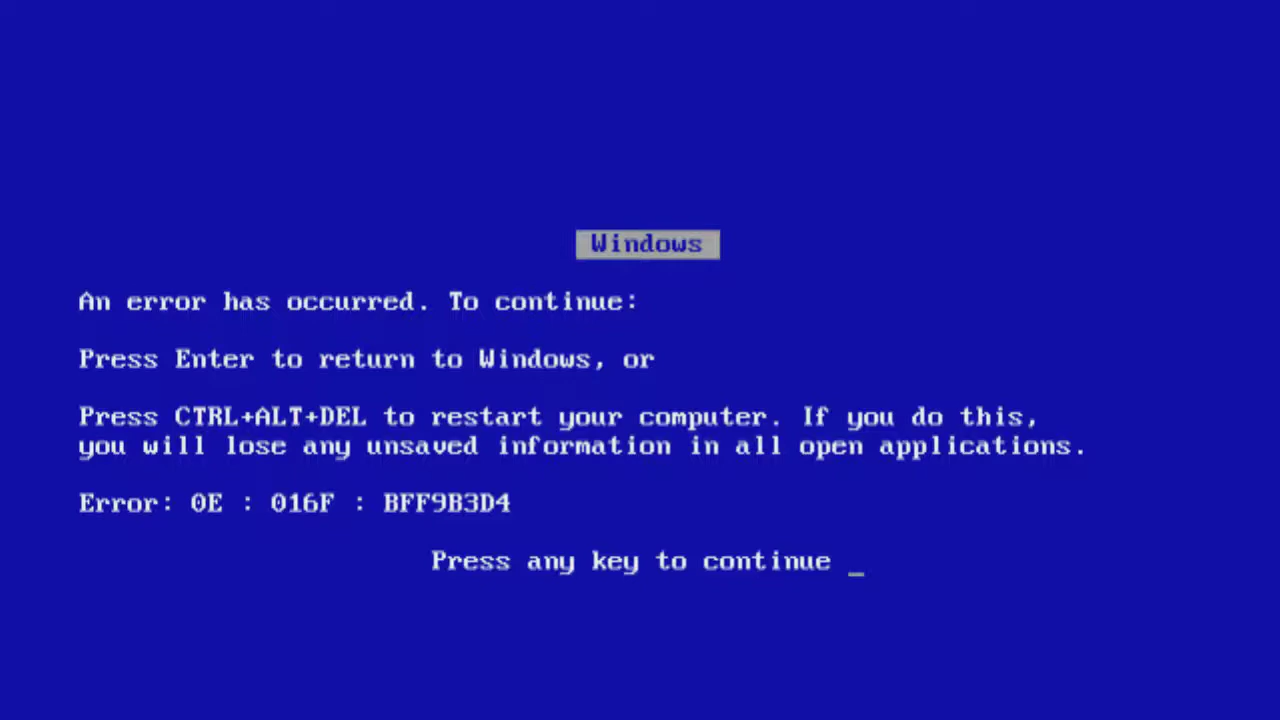 Windows
An error has occurred. To continue:
Press Enter to return to Windows, or
Press CTRL+ALT+DEL to restart your computer. If you do this,
you will lose any unsaved information in all open applications.
Error: 0E : 016F : BFF9B3D4
Press any key to continue _